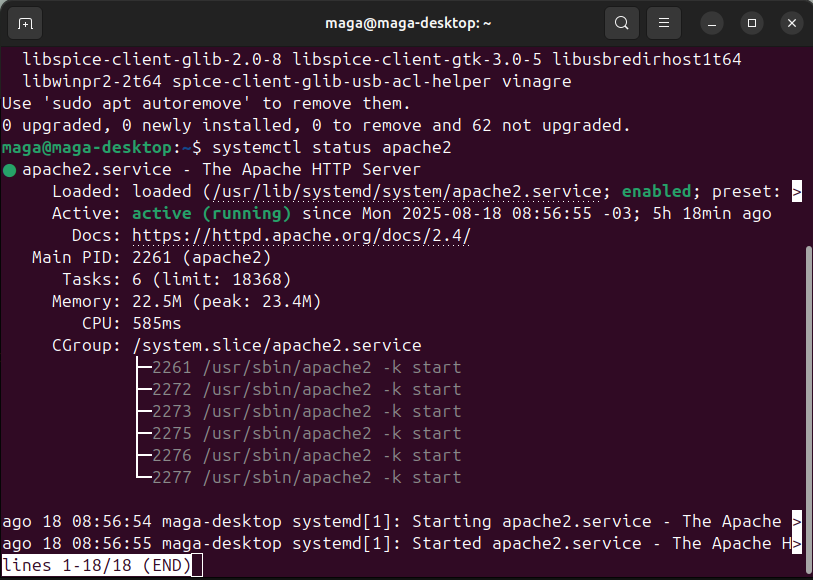 maga@maga-desktop: ~
libspice-client-glib-2.0-8 libspice-client-gtk-3.0-5 libusbredirhost1t64
libwinpr2-2t64 spice-client-glib-usb-acl-helper vinagre
Use 'sudo apt autoremove' to remove them.
0 upgraded, 0 newly installed, 0 to remove and 62 not upgraded.
maga@maga-desktop:~$ systemctl status apache2
● apache2.service - The Apache HTTP Server
Loaded: loaded (/usr/lib/systemd/system/apache2.service; enabled; preset: >
Active: active (running) since Mon 2025-08-18 08:56:55 -03; 5h 18min ago
Docs: https://httpd.apache.org/docs/2.4/
Main PID: 2261 (apache2)
Tasks: 6 (limit: 18368)
Memory: 22.5M (peak: 23.4M)
CPU: 585ms
CGroup: /system.slice/apache2.service
├─2261 /usr/sbin/apache2 -k start
├─2272 /usr/sbin/apache2 -k start
├─2273 /usr/sbin/apache2 -k start
├─2275 /usr/sbin/apache2 -k start
├─2276 /usr/sbin/apache2 -k start
└─2277 /usr/sbin/apache2 -k start
ago 18 08:56:54 maga-desktop systemd[1]: Starting apache2.service - The Apache >
ago 18 08:56:55 maga-desktop systemd[1]: Started apache2.service - The Apache H>
lines 1-18/18 (END)